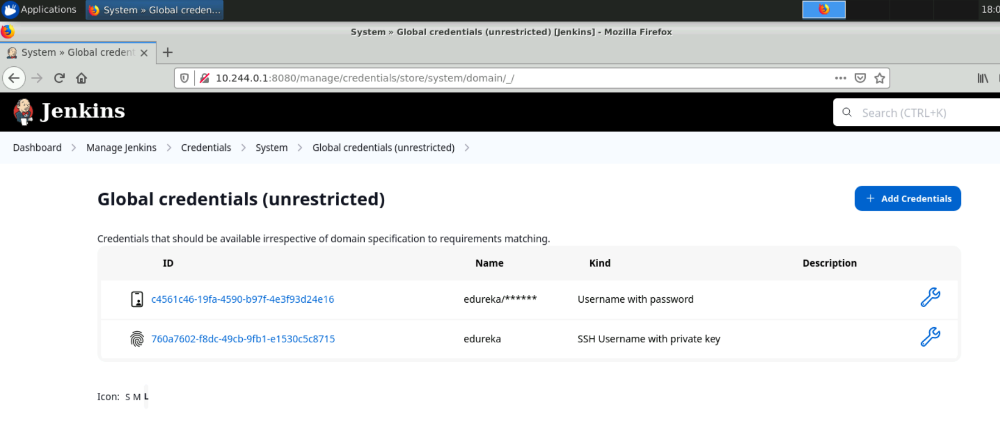 Applications System » Global creden... 18:0
System » Global credentials (unrestricted) [Jenkins] - Mozilla Firefox
System » Global credent
10.244.0.1:8080/manage/credentials/store/system/domain/_/
Jenkins Search (CTRL+K)
Dashboard Manage Jenkins Credentials System Global credentials (unrestricted)
Global credentials (unrestricted) + Add Credentials
Credentials that should be available irrespective of domain specification to requirements matching.
ID Name Kind Description
c4561c46-19fa-4590-b97f-4e3f93d24e16 edureka/****** Username with password
760a7602-f8dc-49cb-9fb1-e1530c5c8715 edureka SSH Username with private key
Icon: S M L